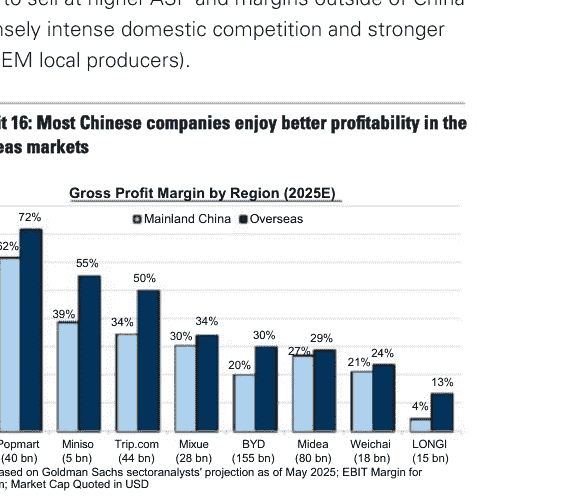 to sell at higher ASP and margins outside of China
nsely intense domestic competition and stronger
EM local producers).
it 16: Most Chinese companies enjoy better profitability in the
eas markets
Gross Profit Margin by Region (2025E)
Mainland China Overseas
62% 72% 39% 55% 34% 50% 30% 34% 20% 30% 27% 29% 21% 24% 4% 13%
Popmart Miniso Trip.com Mixue BYD Midea Weichai LONGI
(40 bn) (5 bn) (44 bn) (28 bn) (155 bn) (80 bn) (18 bn) (15 bn)
ased on Goldman Sachs sectoranalysts' projection as of May 2025; EBIT Margin for
m; Market Cap Quoted in USD